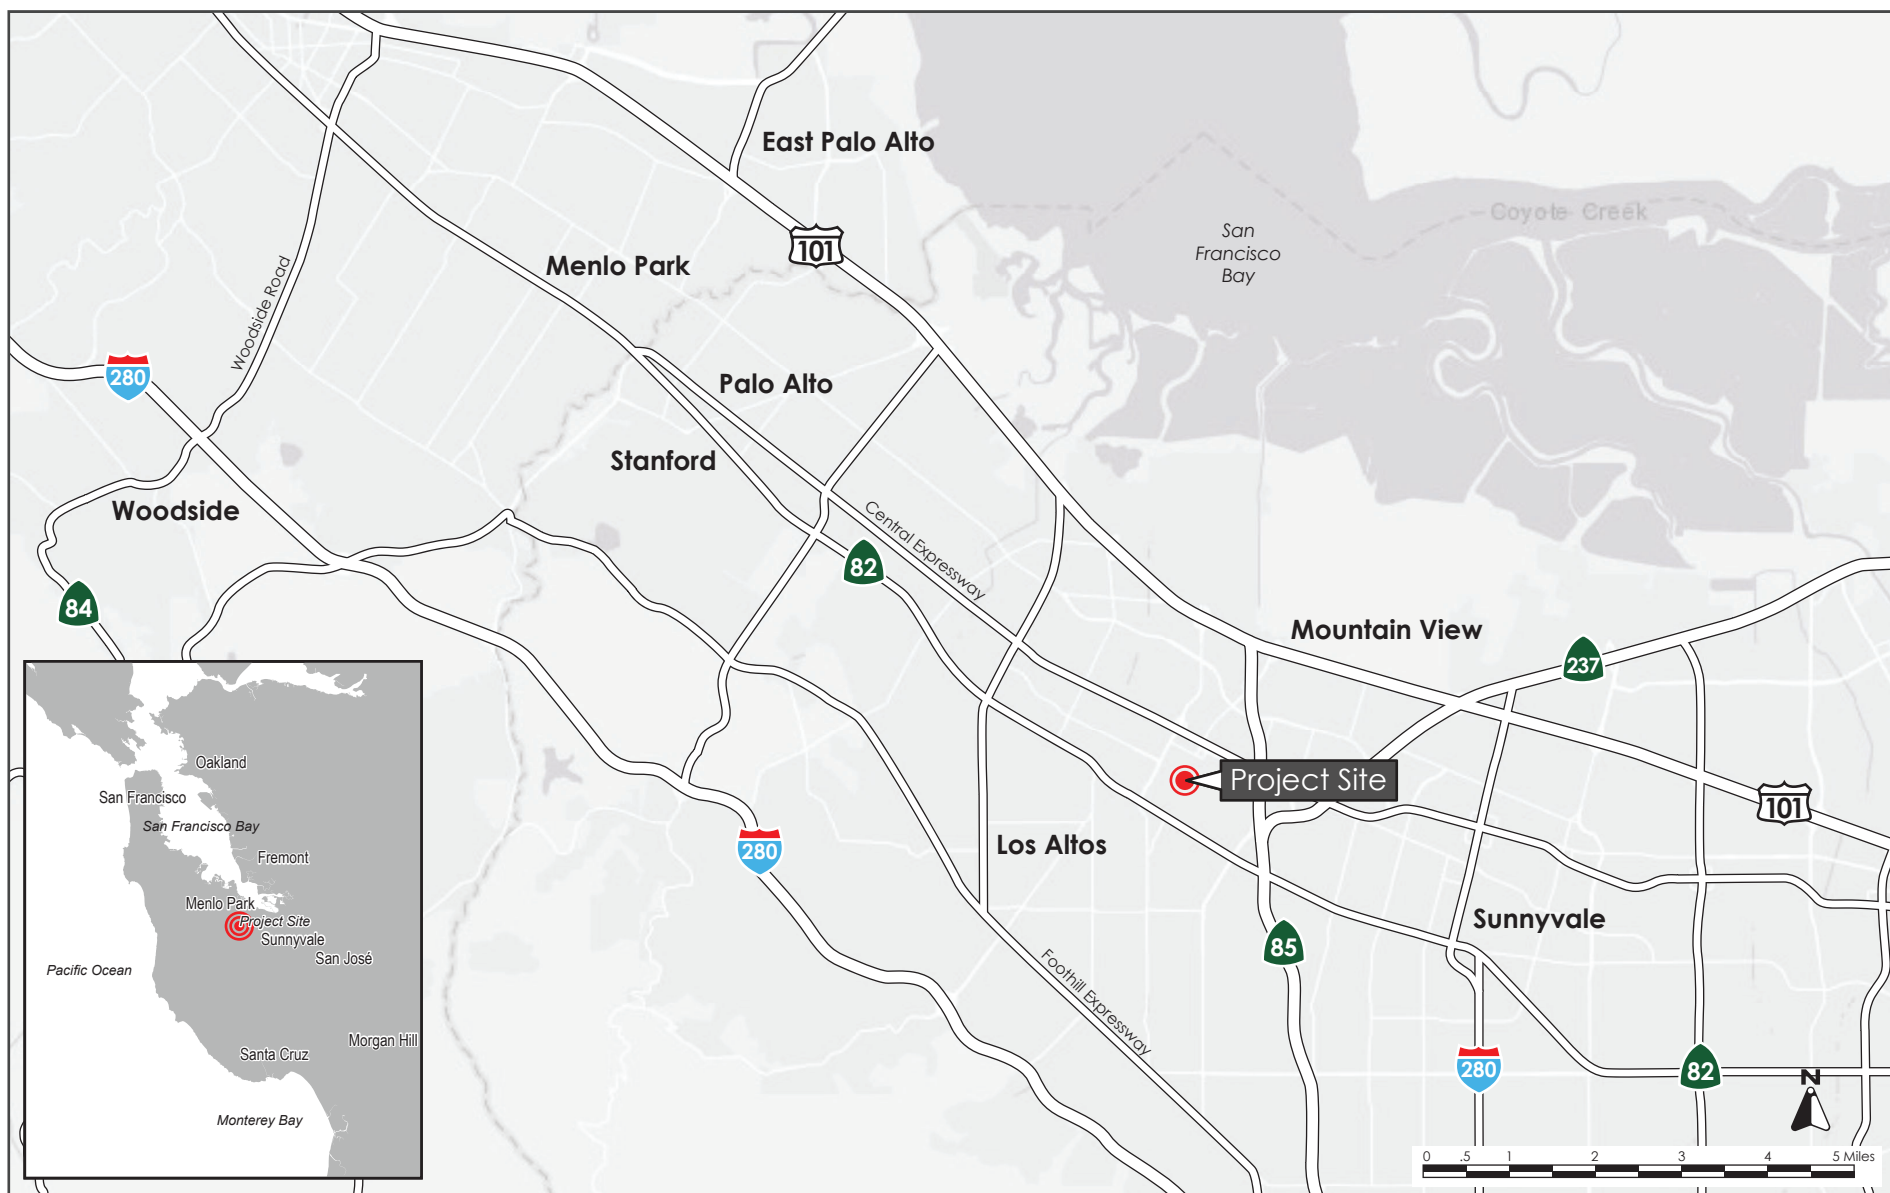 East Palo Alto
101
Menlo Park
San
Francisco
Bay
Coyote Creek
Woodside Road
280
Palo Alto
Stanford
Woodside
Central Expressway
82
84
Mountain View
237
Project Site
101
Los Altos
280
Sunnyvale
85
Foothill Expressway
280
82
N
0 .5 1 2 3 4 5 Miles
Oakland
San Francisco
San Francisco Bay
Fremont
Menlo Park
Project Site
Sunnyvale
San José
Pacific Ocean
Morgan Hill
Santa Cruz
Monterey Bay